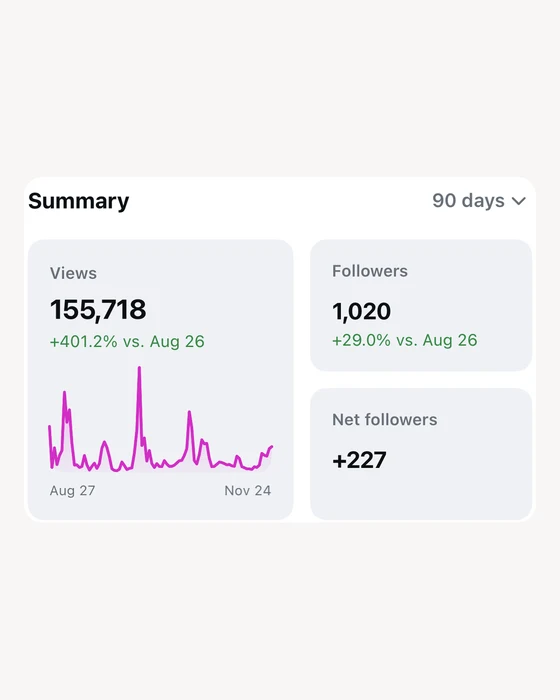 Summary
90 days
Views
155,718
+401.2% vs. Aug 26
Aug 27
Nov 24
Followers
1,020
+29.0% vs. Aug 26
Net followers
+227